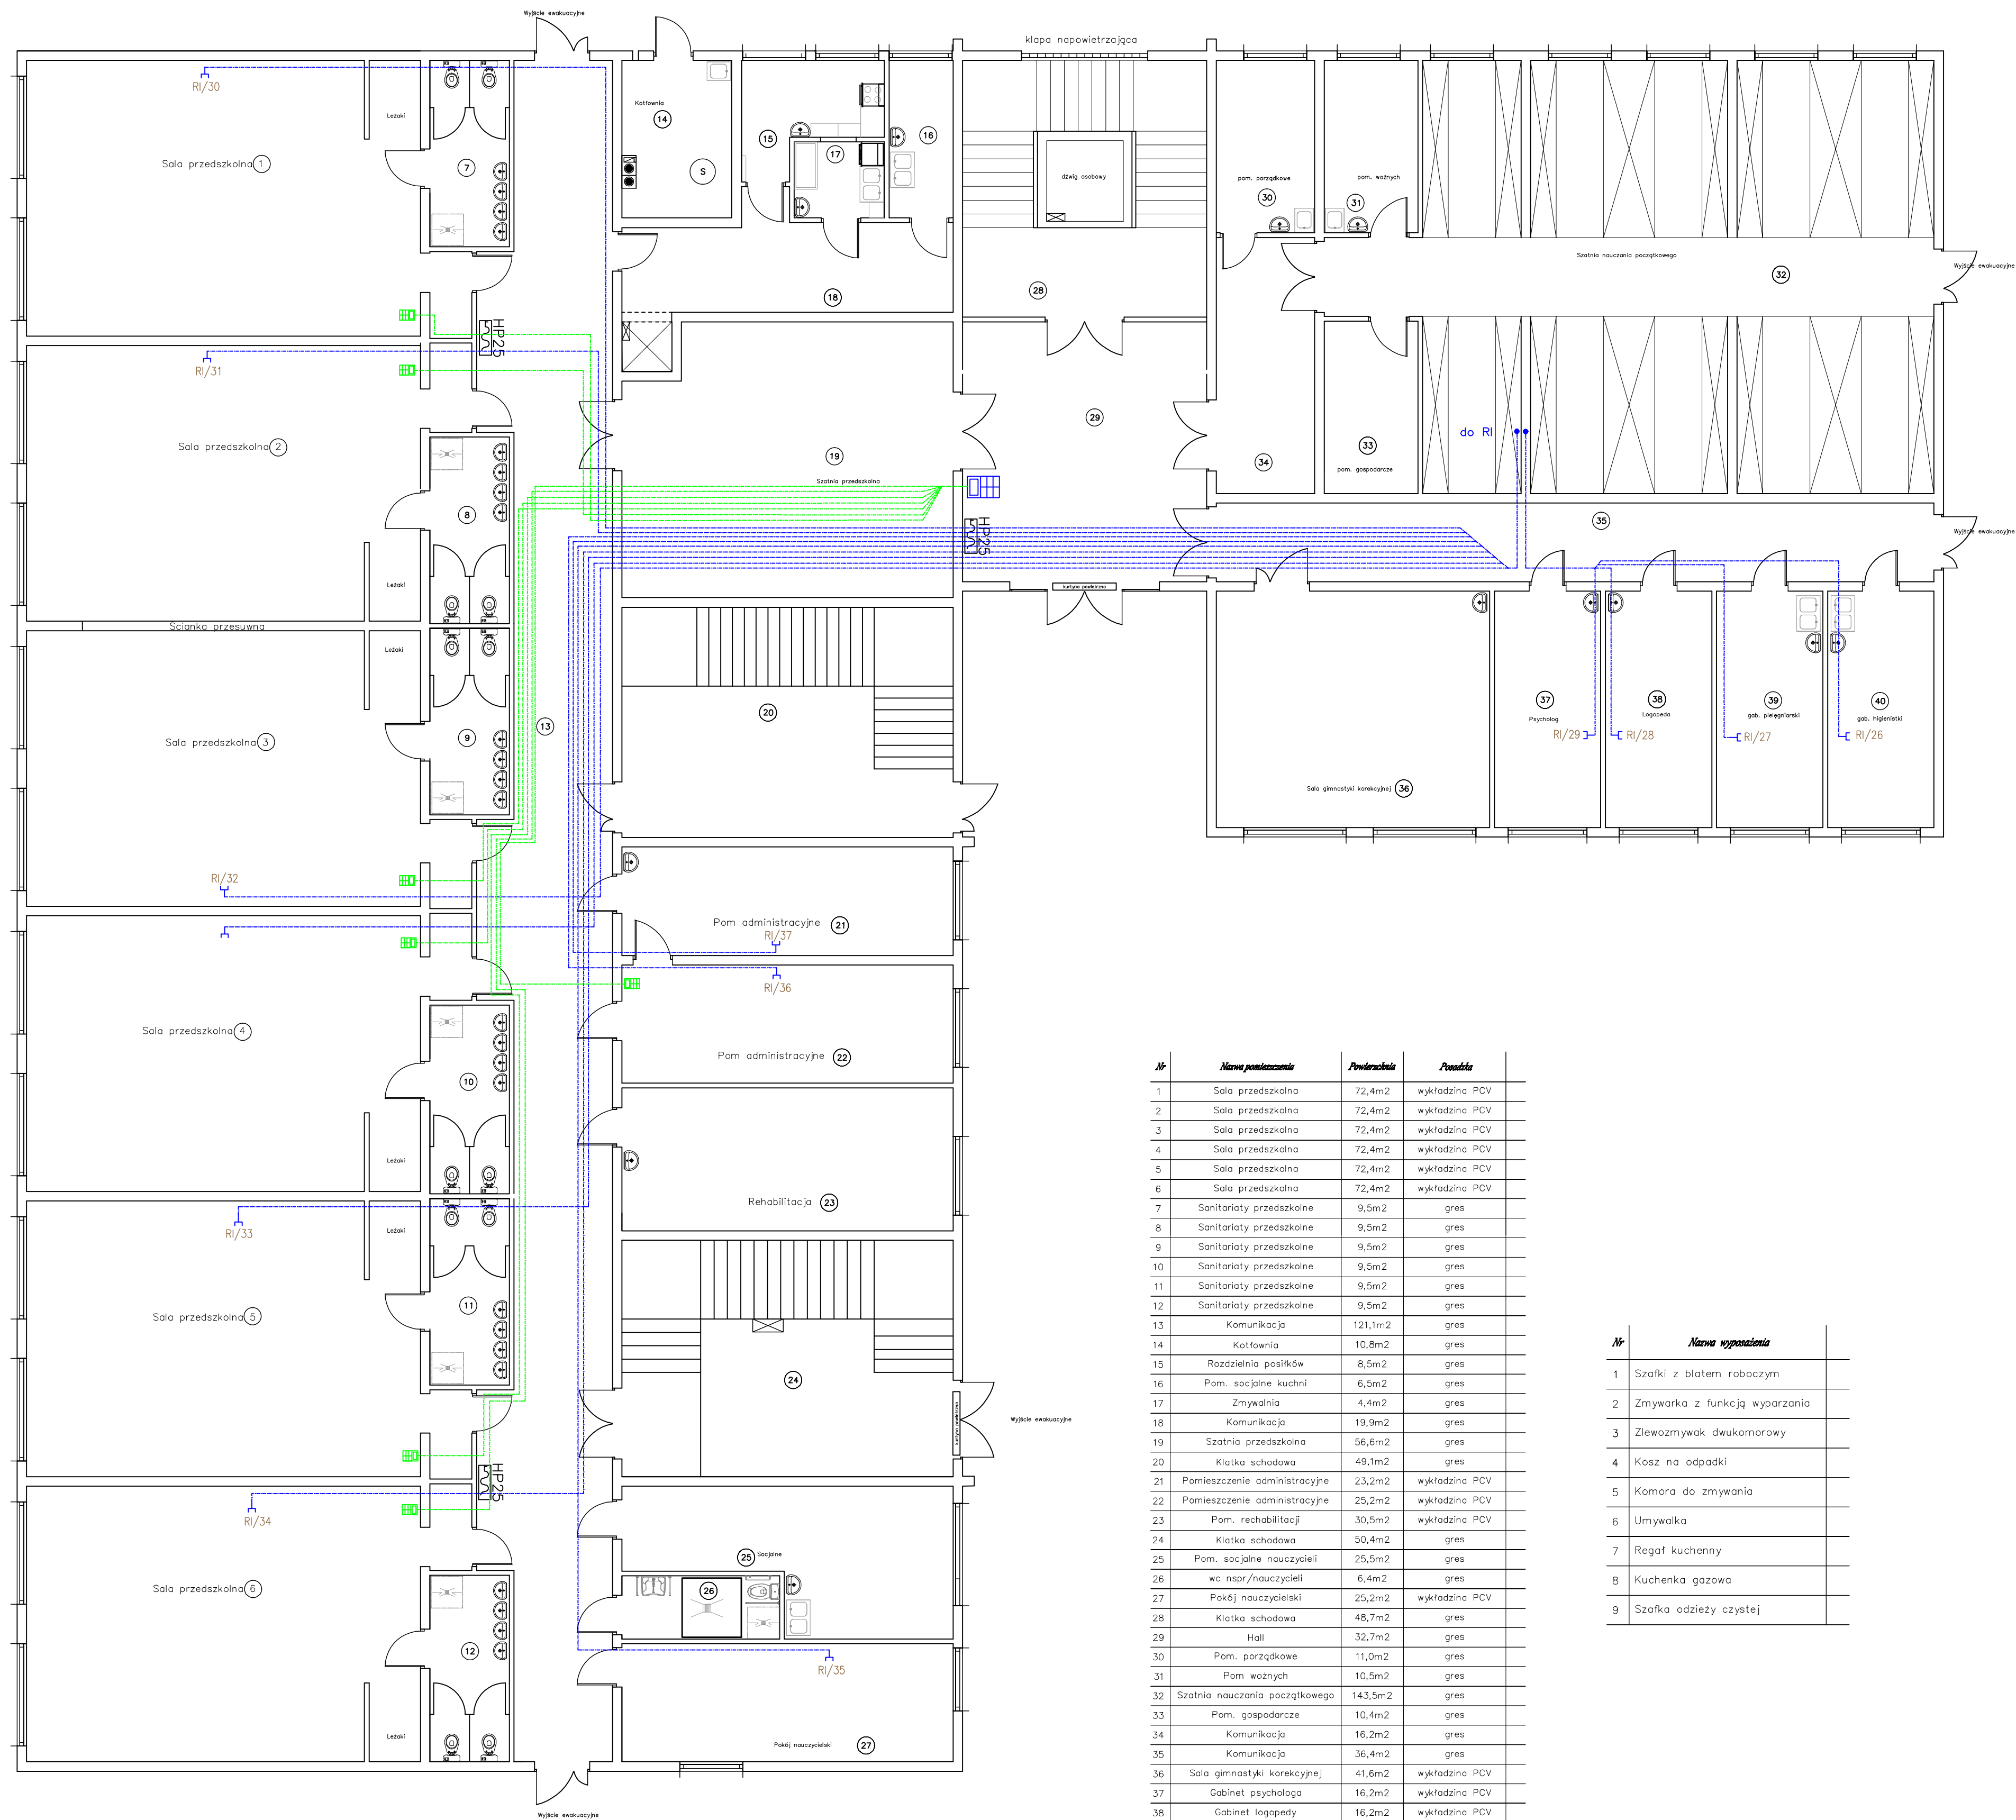 Wyjście ewakuacyjne
klapa napowietrzająca
RI/30
Leżaki
Sala przedszkolna 1
7
Kotłownia
14
S
15
17
16
dźwig osobowy
pom. porządkowe
30
pom. woźnych
31
Szatnia nauczania początkowego
32
Wyjście ewakuacyjne
18
28
HP25
RI/31
Sala przedszkolna 2
8
Leżaki
19
Szatnia przedszkolna
29
34
33
pom. gospodarcze
do RI
HP25
35
Wyjście ewakuacyjne
kurtyna powietrzna
Ścianka przesuwna
Leżaki
Sala przedszkolna 3
9
13
20
37
Psycholog
RI/29
38
Logopeda
RI/28
39
gab. pielęgniarski
RI/27
40
gab. higienistki
RI/26
Sala gimnastyki korekcyjnej 36
RI/32
Pom administracyjne 21
RI/37
RI/36
Sala przedszkolna 4
10
Leżaki
Pom administracyjne 22
Rehabilitacja 23
RI/33
Leżaki
Sala przedszkolna 5
11
24
kurtyna powietrzna
Wyjście ewakuacyjne
HP25
RI/34
Sala przedszkolna 6
12
Leżaki
25 Socjalne
26
RI/35
Pokój nauczycielski 27
Wyjście ewakuacyjne
Nr Nazwa pomieszczenia Powierzchnia Posadzka
1 Sala przedszkolna 72,4m2 wykładzina PCV
2 Sala przedszkolna 72,4m2 wykładzina PCV
3 Sala przedszkolna 72,4m2 wykładzina PCV
4 Sala przedszkolna 72,4m2 wykładzina PCV
5 Sala przedszkolna 72,4m2 wykładzina PCV
6 Sala przedszkolna 72,4m2 wykładzina PCV
7 Sanitariaty przedszkolne 9,5m2 gres
8 Sanitariaty przedszkolne 9,5m2 gres
9 Sanitariaty przedszkolne 9,5m2 gres
10 Sanitariaty przedszkolne 9,5m2 gres
11 Sanitariaty przedszkolne 9,5m2 gres
12 Sanitariaty przedszkolne 9,5m2 gres
13 Komunikacja 121,1m2 gres
14 Kotłownia 10,8m2 gres
15 Rozdzielnia posiłków 8,5m2 gres
16 Pom. socjalne kuchni 6,5m2 gres
17 Zmywalnia 4,4m2 gres
18 Komunikacja 19,9m2 gres
19 Szatnia przedszkolna 56,6m2 gres
20 Klatka schodowa 49,1m2 gres
21 Pomieszczenie administracyjne 23,2m2 wykładzina PCV
22 Pomieszczenie administracyjne 25,2m2 wykładzina PCV
23 Pom. rechabilitacji 30,5m2 wykładzina PCV
24 Klatka schodowa 50,4m2 gres
25 Pom. socjalne nauczycieli 25,5m2 gres
26 wc nspr/nauczycieli 6,4m2 gres
27 Pokój nauczycielski 25,2m2 wykładzina PCV
28 Klatka schodowa 48,7m2 gres
29 Hall 32,7m2 gres
30 Pom. porządkowe 11,0m2 gres
31 Pom woźnych 10,5m2 gres
32 Szatnia nauczania początkowego 143,5m2 gres
33 Pom. gospodarcze 10,4m2 gres
34 Komunikacja 16,2m2 gres
35 Komunikacja 36,4m2 gres
36 Sala gimnastyki korekcyjnej 41,6m2 wykładzina PCV
37 Gabinet psychologa 16,2m2 wykładzina PCV
38 Gabinet logopedy 16,2m2 wykładzina PCV
Nr Nazwa wyposażenia
1 Szafki z blatem roboczym
2 Zmywarka z funkcją wyparzania
3 Zlewozmywak dwukomorowy
4 Kosz na odpadki
5 Komora do zmywania
6 Umywalka
7 Regał kuchenny
8 Kuchenka gazowa
9 Szafka odzieży czystej